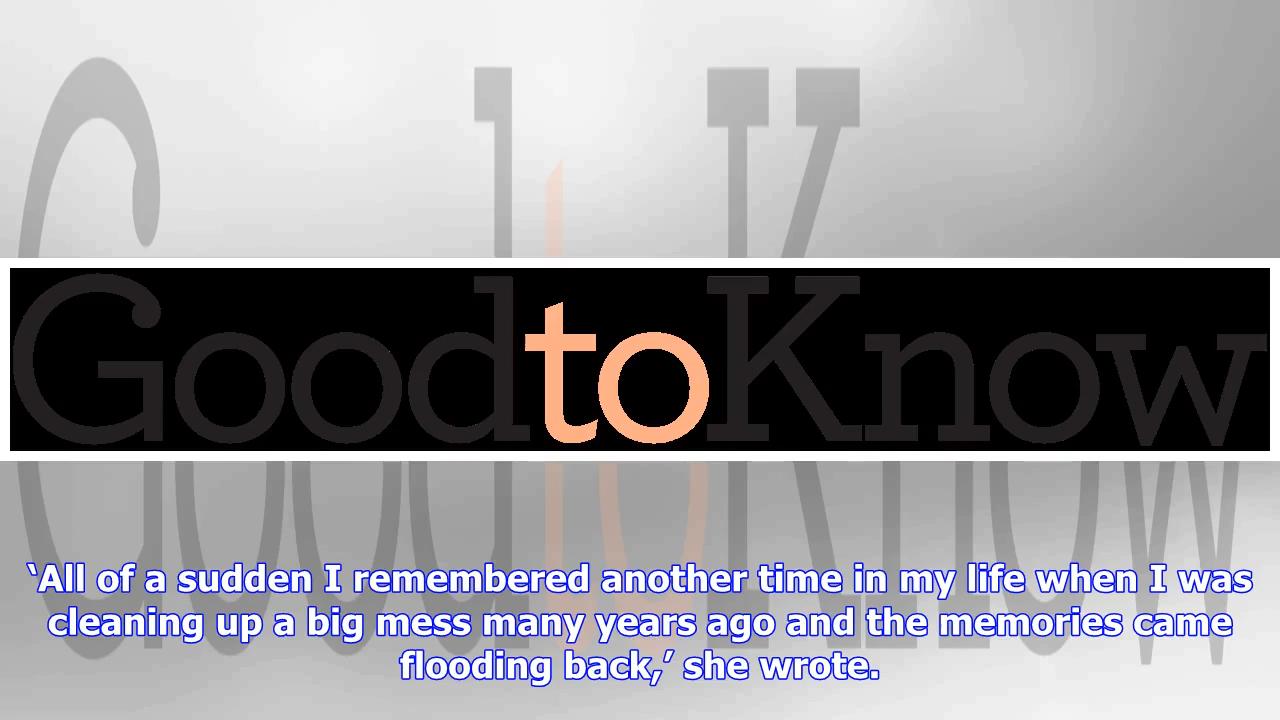 GoodtoKnow
‘All of a sudden I remembered another time in my life when I was
cleaning up a big mess many years ago and the memories came
flooding back,’ she wrote.